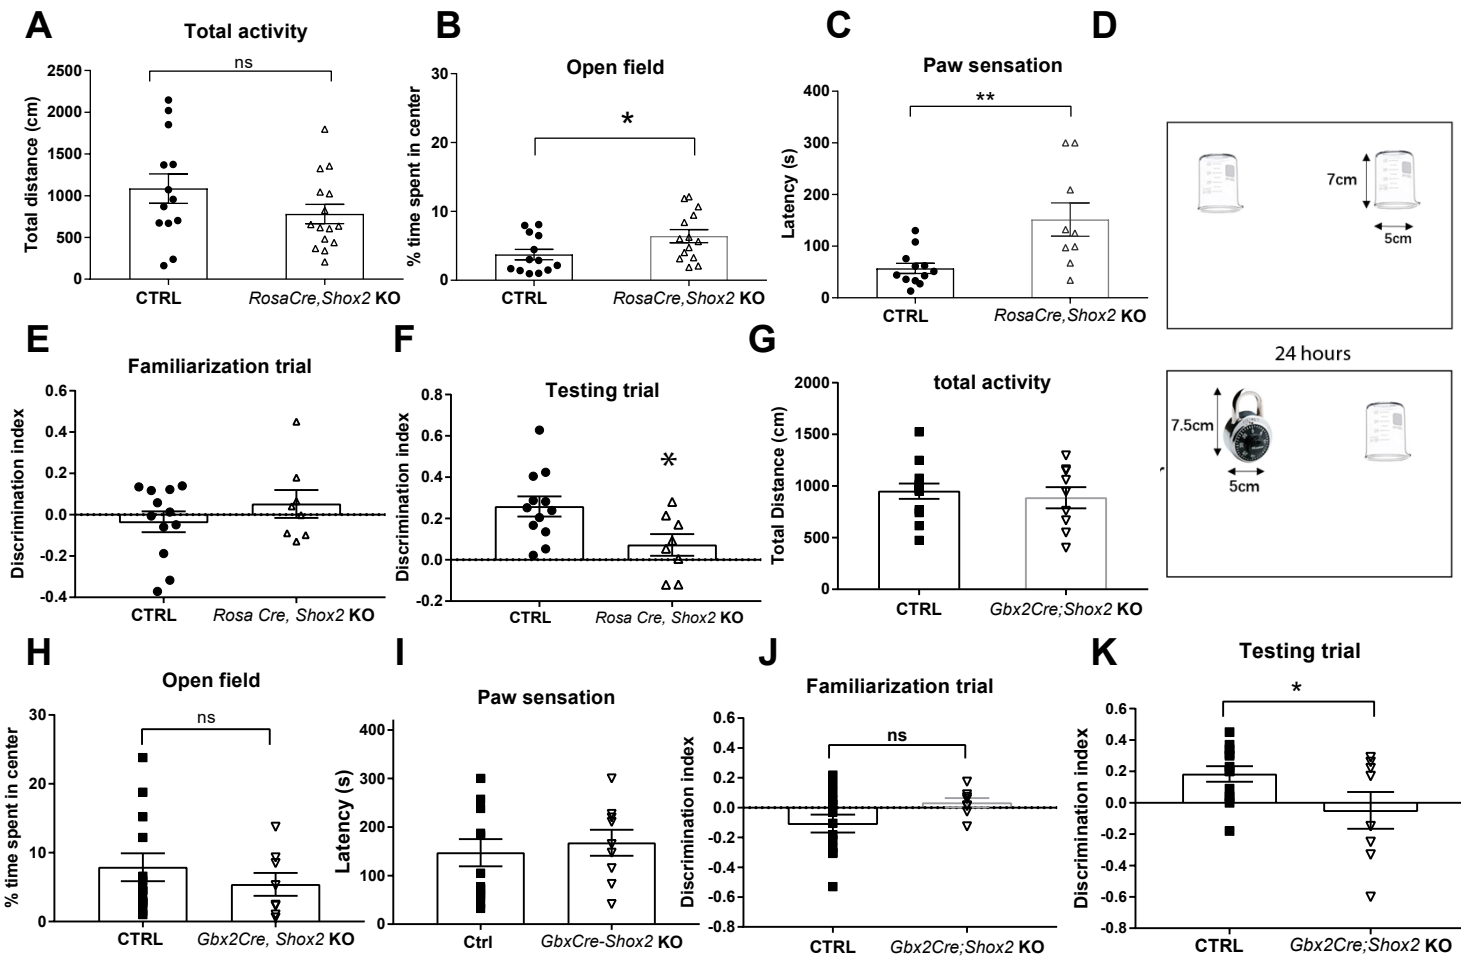 A
Total activity
ns
Total distance (cm)
2500
2000
1500
1000
500
0
CTRL
RosaCre,Shox2 KO
B
Open field
*
% time spent in center
30
20
10
0
CTRL
RosaCre,Shox2 KO
C
Paw sensation
**
Latency (s)
400
300
200
100
0
CTRL
RosaCre,Shox2 KO
D
7cm
5cm
24 hours
7.5cm
5cm
E
Familiarization trial
Discrimination index
0.6
0.4
0.2
0.0
-0.2
-0.4
CTRL
Rosa Cre, Shox2 KO
F
Testing trial
*
Discrimination index
0.8
0.6
0.4
0.2
0.0
-0.2
CTRL
Rosa Cre, Shox2 KO
G
total activity
Total Distance (cm)
2000
1500
1000
500
0
CTRL
Gbx2Cre;Shox2 KO
H
Open field
ns
% time spent in center
30
20
10
0
CTRL
Gbx2Cre, Shox2 KO
I
Paw sensation
Latency (s)
400
300
200
100
0
Ctrl
GbxCre-Shox2 KO
J
Familiarization trial
ns
Discrimination index
0.6
0.4
0.2
0.0
-0.2
-0.4
-0.6
-0.8
CTRL
Gbx2Cre;Shox2 KO
K
Testing trial
*
Discrimination index
0.6
0.4
0.2
0.0
-0.2
-0.4
-0.6
-0.8
CTRL
Gbx2Cre;Shox2 KO